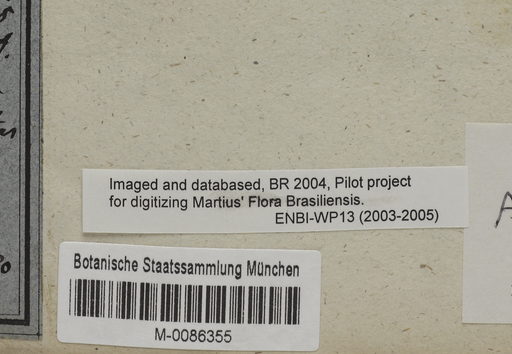 Imaged and databased, BR 2004, Pilot project
for digitizing Martius' Flora Brasiliensis.
ENBI-WP13 (2003-2005)
Botanische Staatssammlung München
M-0086355